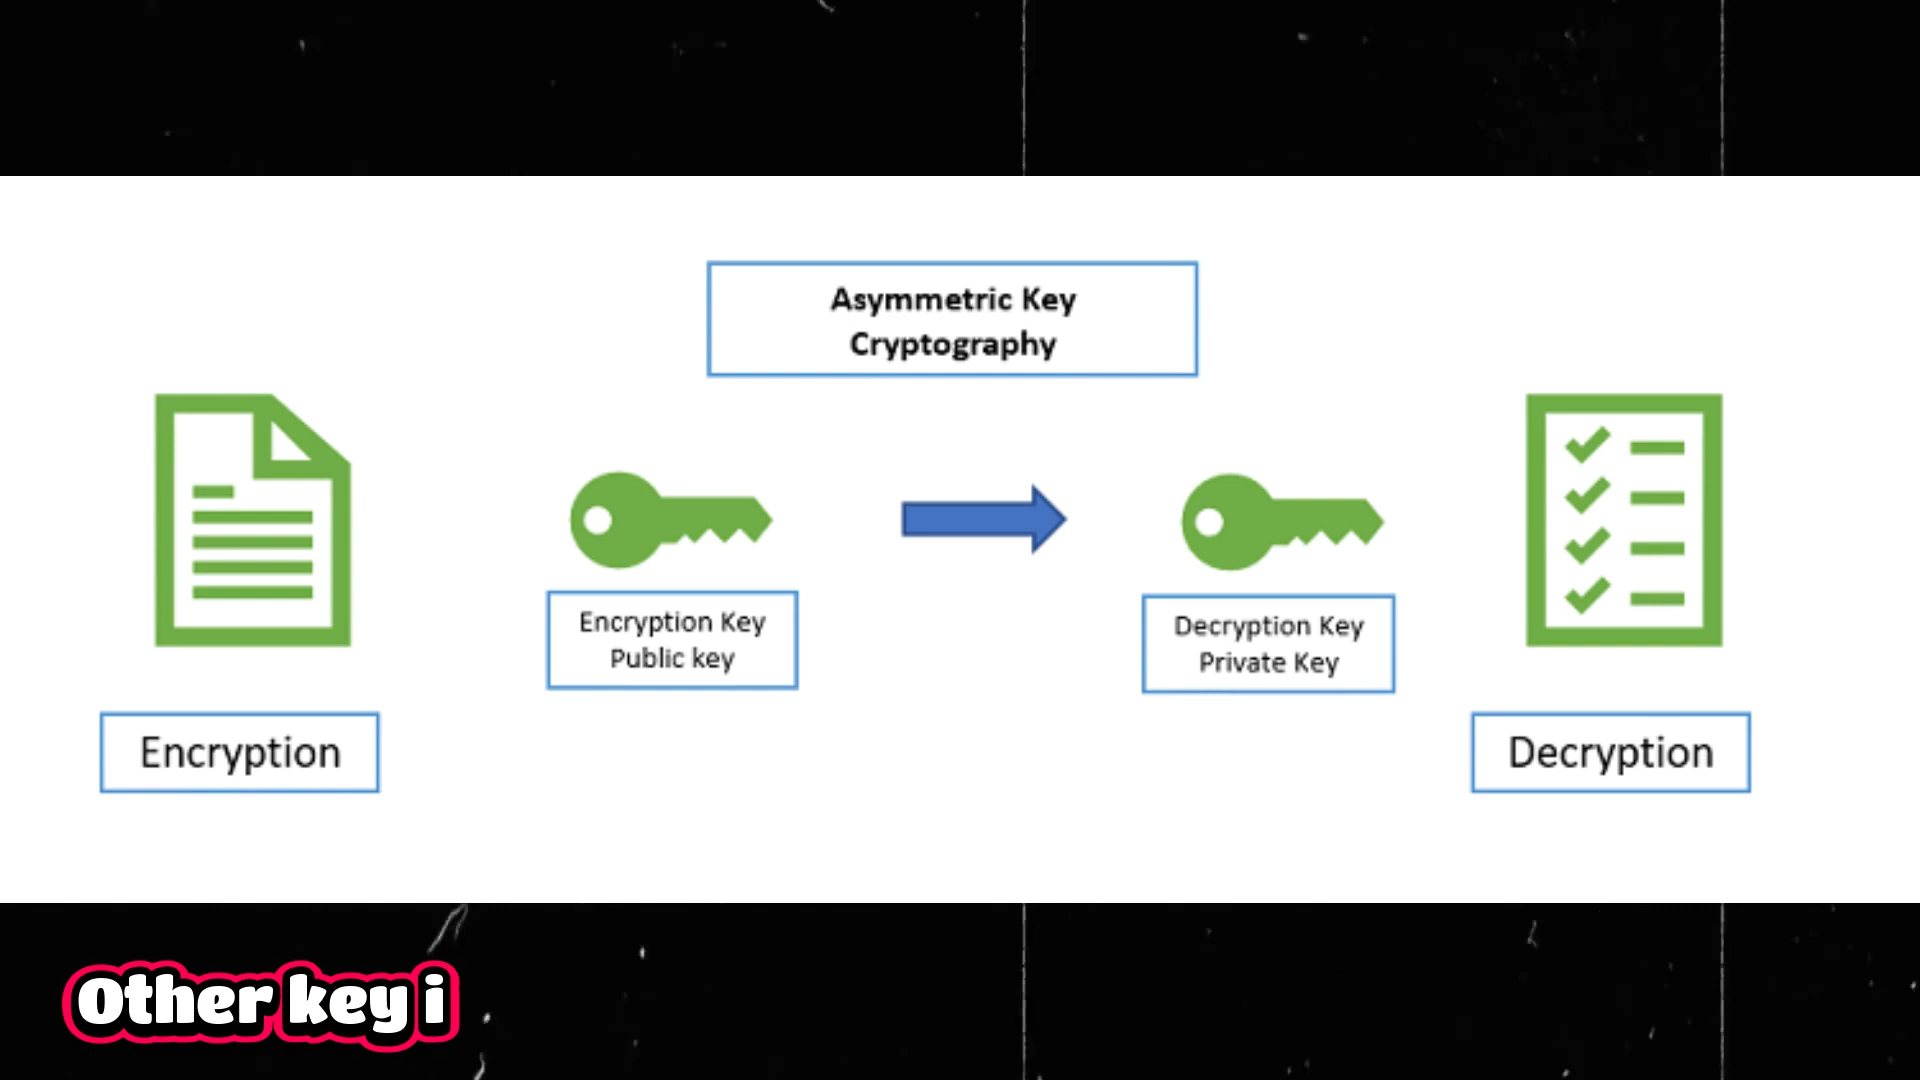 Asymmetric Key
Cryptography
Encryption Key
Public key
Decryption Key
Private Key
Encryption
Decryption
Other key i